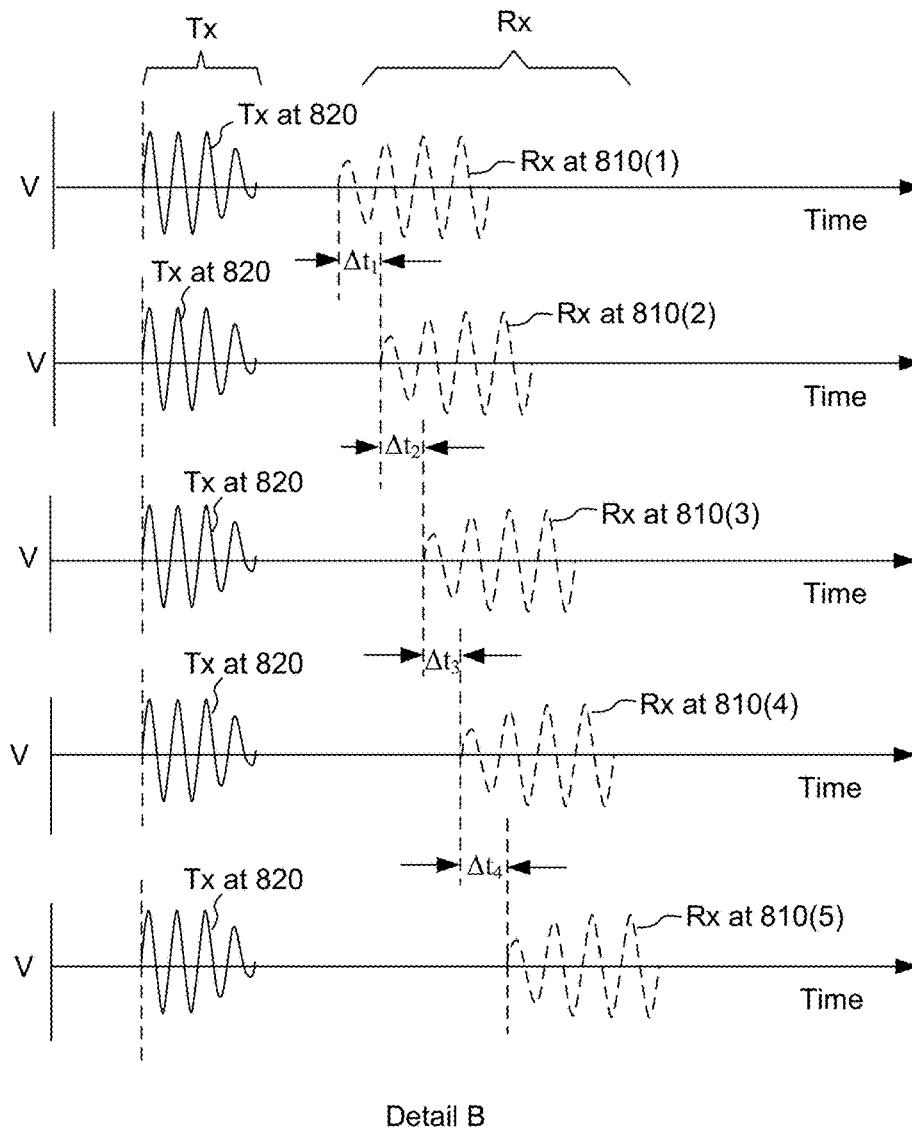 Tx
Rx
Tx at 820
Rx at 810(1)
V
Time
Δt₁
Tx at 820
Rx at 810(2)
V
Time
Δt₂
Tx at 820
Rx at 810(3)
V
Time
Δt₃
Tx at 820
Rx at 810(4)
V
Time
Δt₄
Tx at 820
Rx at 810(5)
V
Time
Detail B